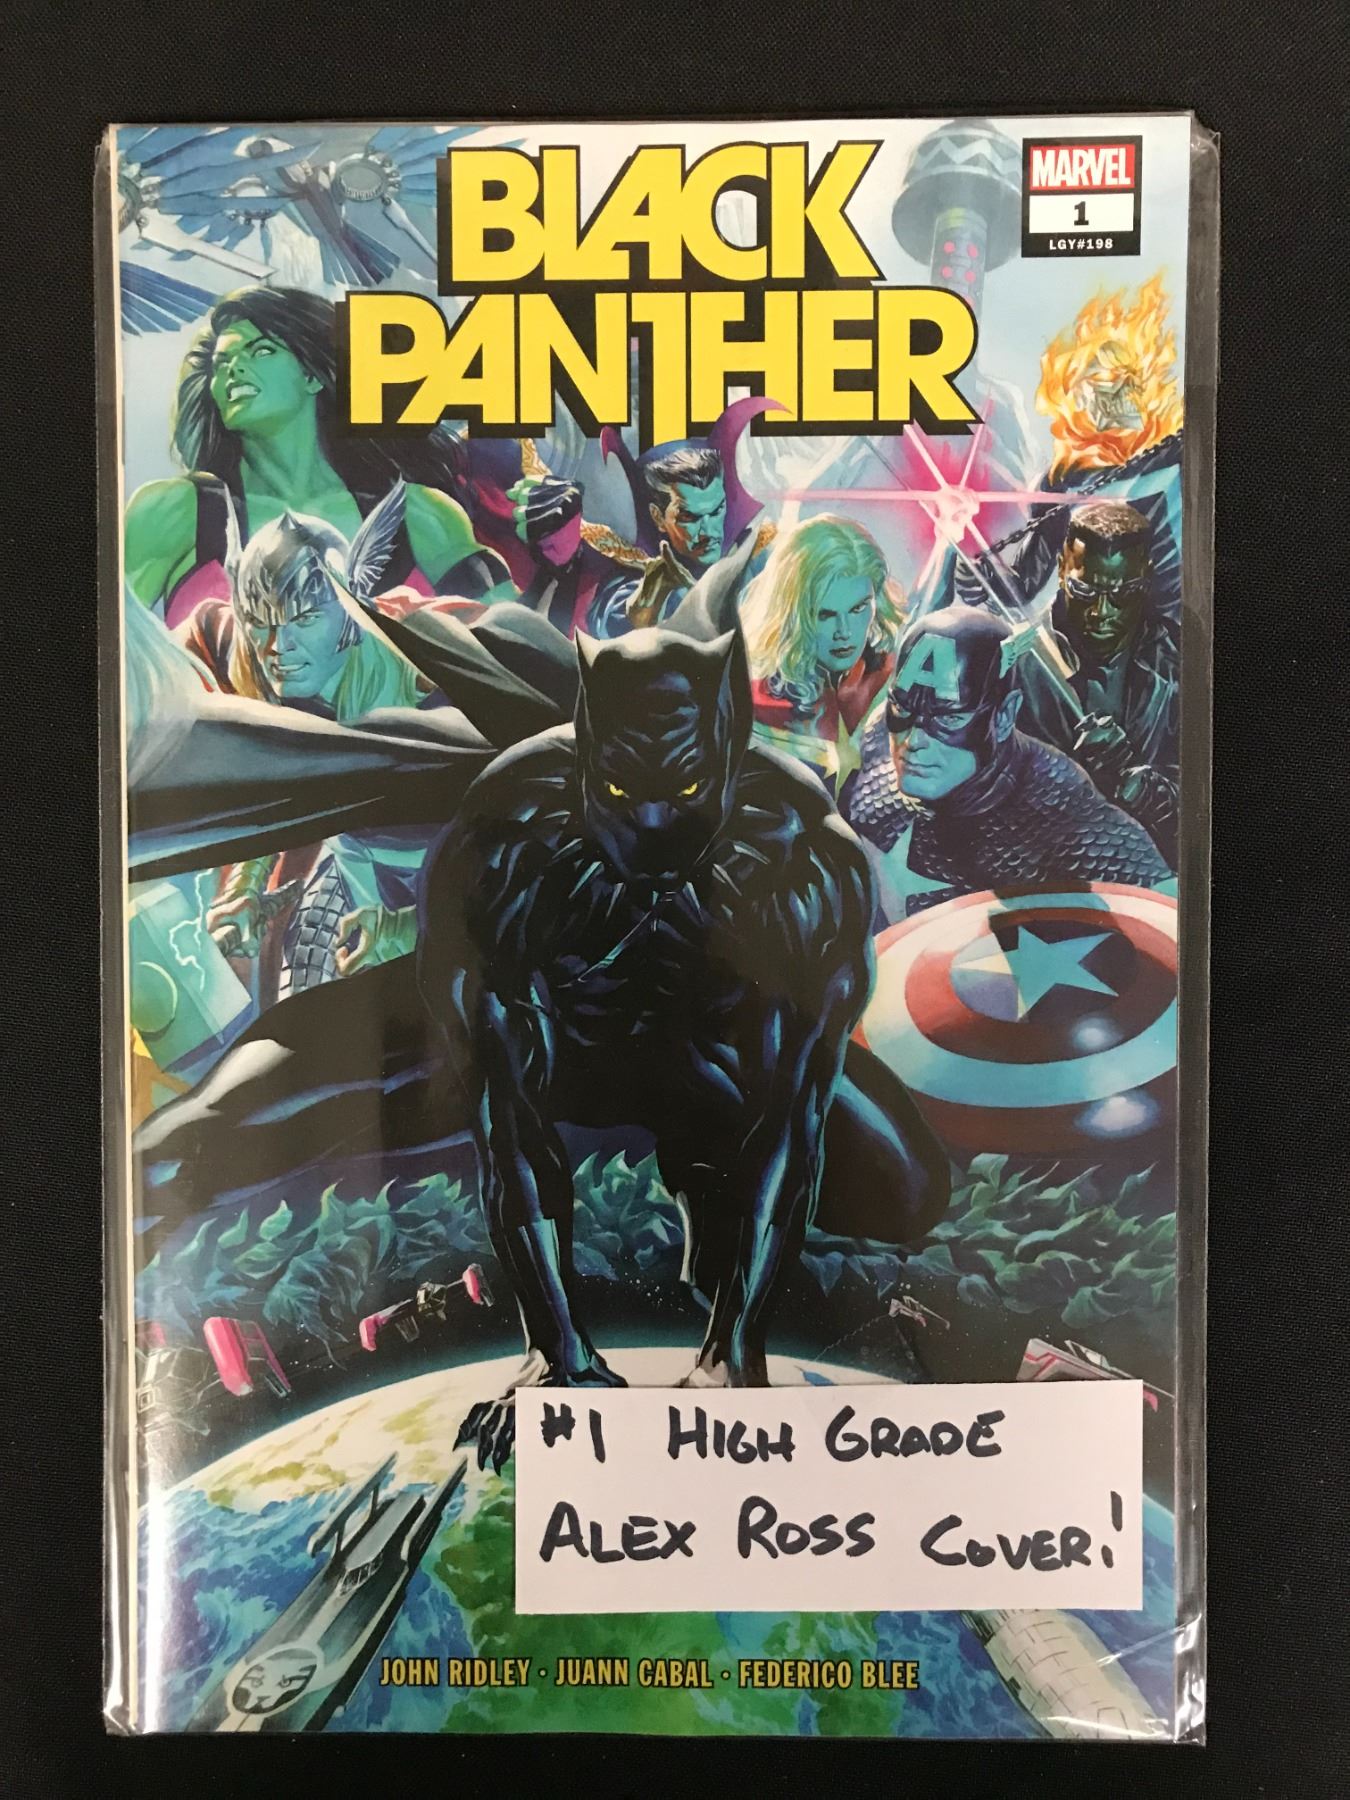 BLACK
PANTHER
MARVEL
1
LGY#198
A
#1 HIGH GRADE
ALEX ROSS COVER!
JOHN RIDLEY · JUANN CABAL · FEDERICO BLEE